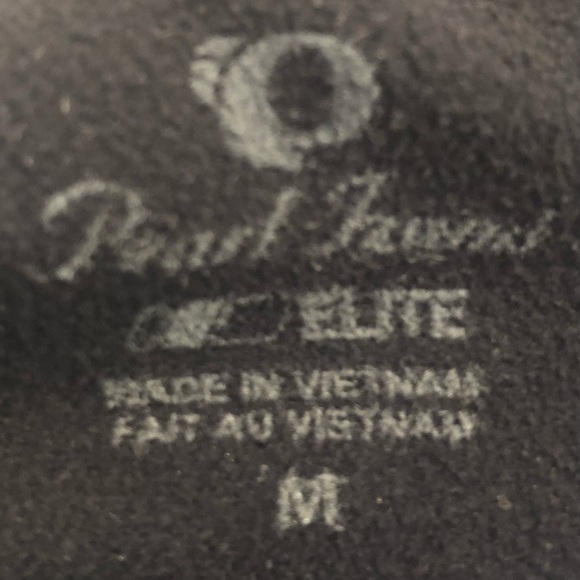 Pearl Izumi
ELITE
MADE IN VIETNAM
FAIT AU VIETNAM
M